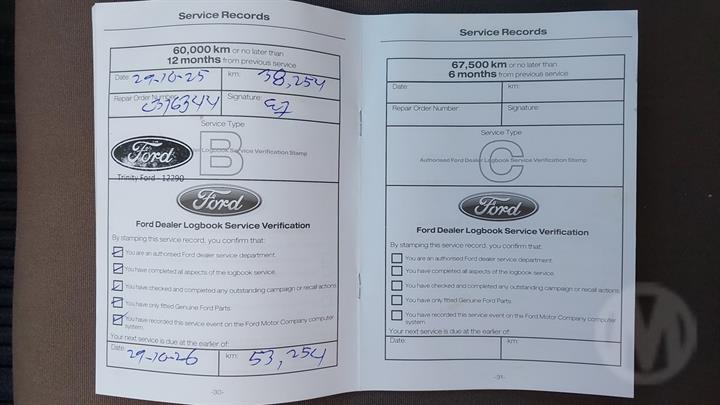 Service Records
60,000 km or no later than
12 months from previous service
Date: 29-10-25 km: 38,254
Repair Order Number: Signature:
Service Type
B
Ford
er Logbook Service Verification Stamp
Trinity Ford - 12290
Ford
Ford Dealer Logbook Service Verification
By stamping this service record, you confirm that:
You are an authorised Ford dealer service department.
You have completed all aspects of the logbook service.
You have checked and completed any outstanding campaign or recall actions
You have only fitted Genuine Ford Parts.
You have recorded this service event on the Ford Motor Company computer
system.
Your next service is due at the earlier of:
Date: 29-10-26 km: 53,254
-30-
Service Records
67,500 km or no later than
6 months from previous service
Date: km:
Repair Order Number: Signature:
Service Type
C
Authorised Ford Dealer Logbook Service Verification Stamp
Ford
Ford Dealer Logbook Service Verification
By stamping this service record, you confirm that:
You are an authorised Ford dealer service department.
You have completed all aspects of the logbook service.
You have checked and completed any outstanding campaign or recall actions.
You have only fitted Genuine Ford Parts.
You have recorded this service event on the Ford Motor Company computer
system.
Your next service is due at the earlier of:
Date: km:
-31-
M